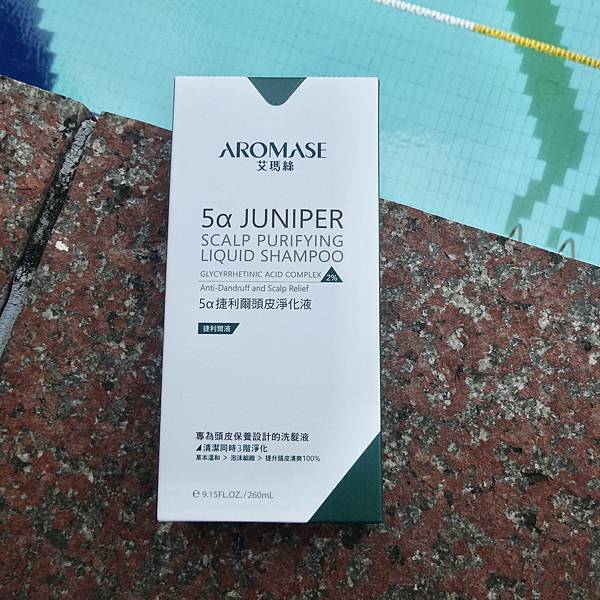 AROMASE
艾瑪絲
5α JUNIPER
SCALP PURIFYING
LIQUID SHAMPOO
GLYCYRRHETINIC ACID COMPLEX 2%
Anti-Dandruff and Scalp Relief
5α捷利爾頭皮淨化液
捷利爾液
專為頭皮保養設計的洗髮液
◢清潔同時3階淨化
草本溫和 > 泡沫細緻 > 提升頭皮清爽100%
℮ 9.15FL.OZ. / 260mL